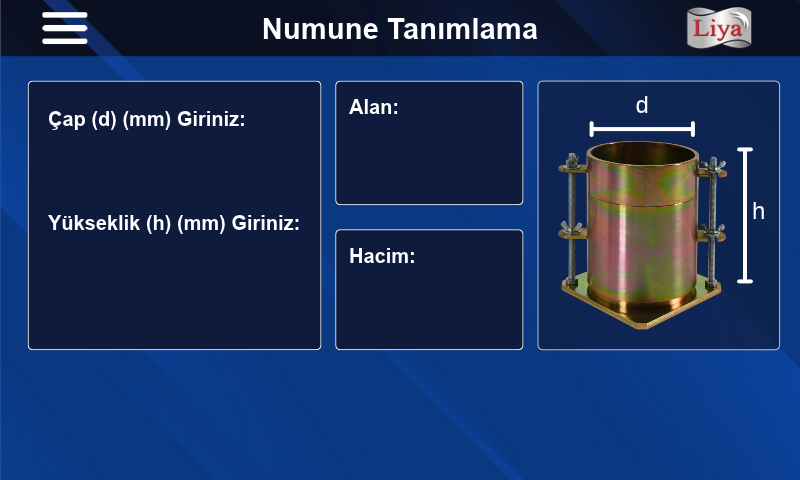 Numune Tanımlama
Liya
Çap (d) (mm) Giriniz:
Yükseklik (h) (mm) Giriniz:
Alan:
Hacim:
d
h